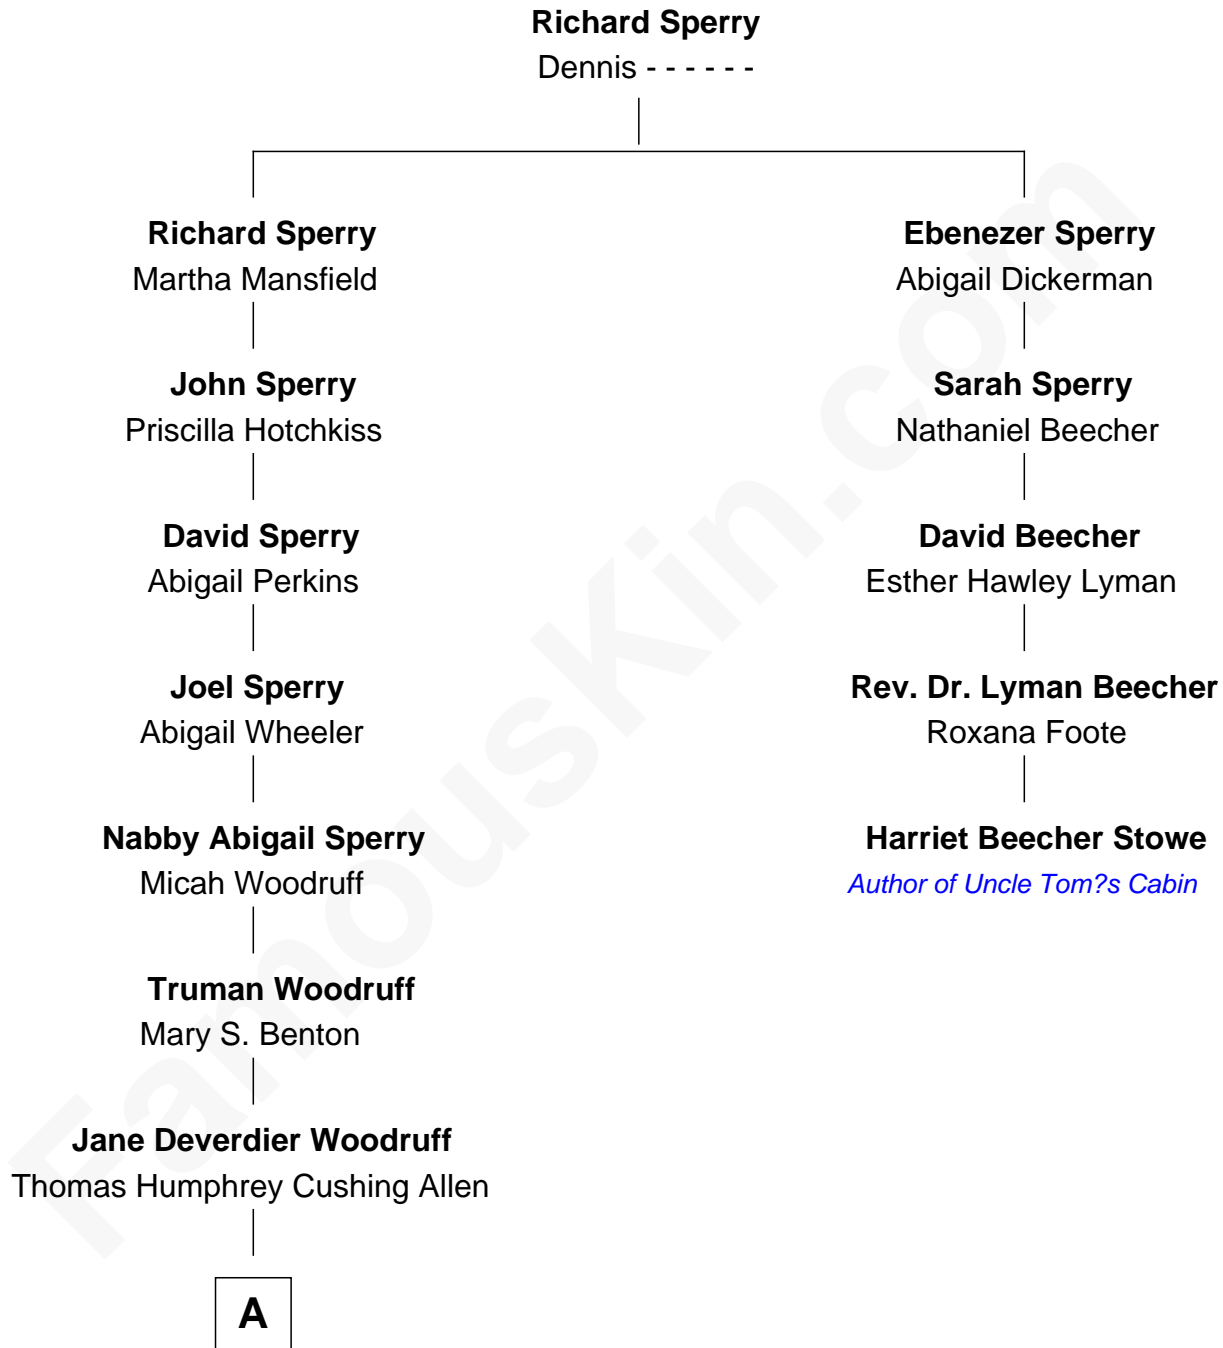 Richard Sperry
Dennis - - - - - -
Richard Sperry
Martha Mansfield
John Sperry
Priscilla Hotchkiss
David Sperry
Abigail Perkins
Joel Sperry
Abigail Wheeler
Nabby Abigail Sperry
Micah Woodruff
Truman Woodruff
Mary S. Benton
Jane Deverdier Woodruff
Thomas Humphrey Cushing Allen
A
Ebenezer Sperry
Abigail Dickerman
Sarah Sperry
Nathaniel Beecher
David Beecher
Esther Hawley Lyman
Rev. Dr. Lyman Beecher
Roxana Foote
Harriet Beecher Stowe
Author of Uncle Tom?s Cabin
FamousKin.com